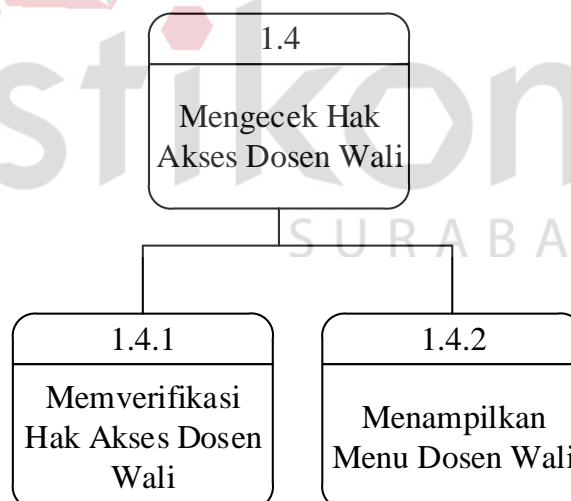 stikom
SURABA
1.4
Mengecek Hak
Akses Dosen Wali
1.4.1
Memverifikasi
Hak Akses Dosen
Wali
1.4.2
Menampilkan
Menu Dosen Wali